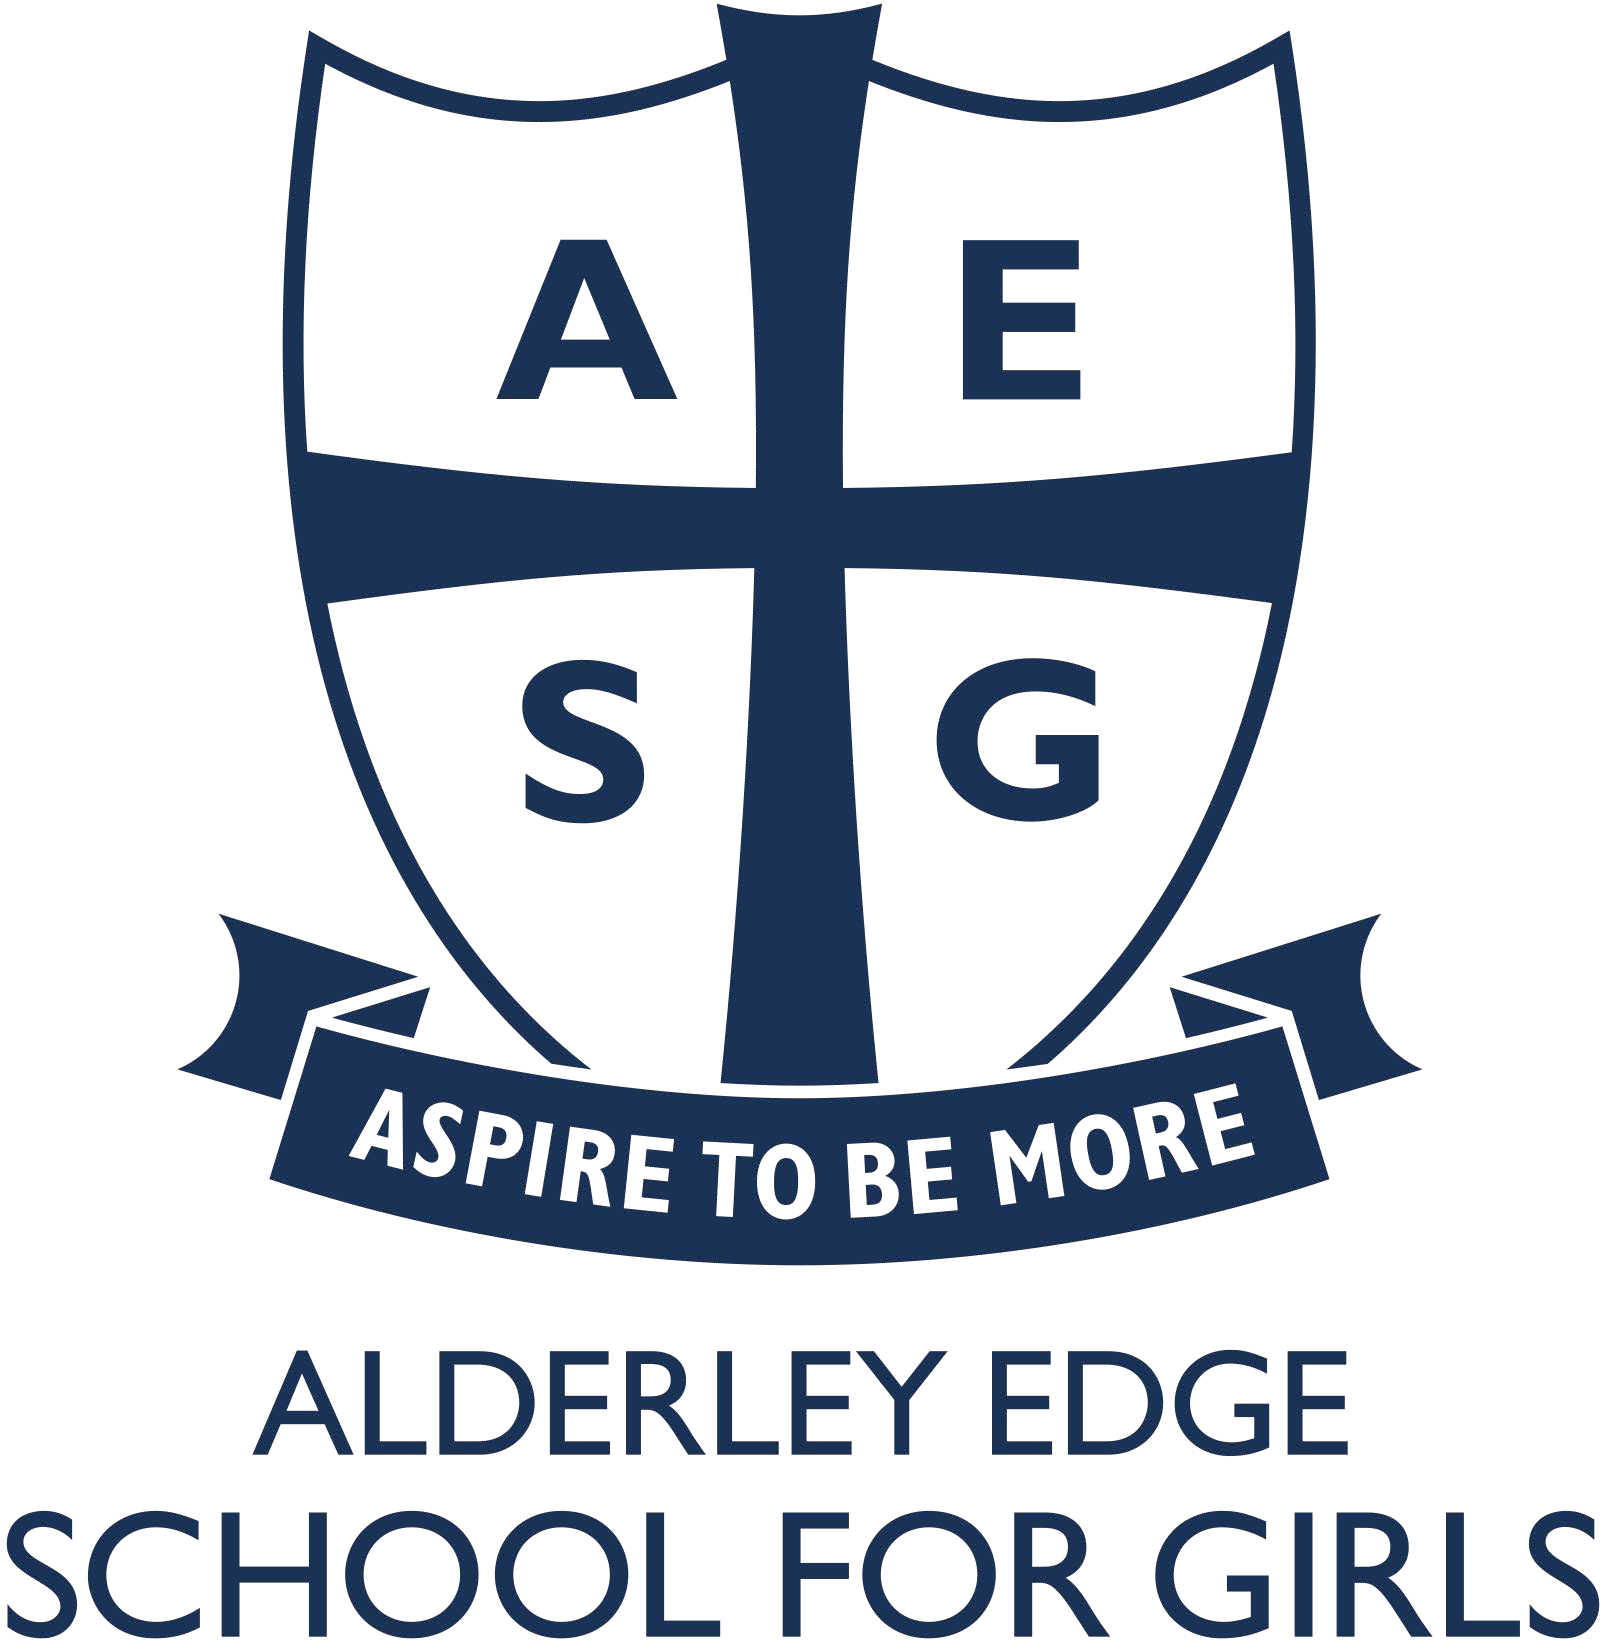 A E
S G
ASPIRE TO BE MORE
ALDERLEY EDGE
SCHOOL FOR GIRLS